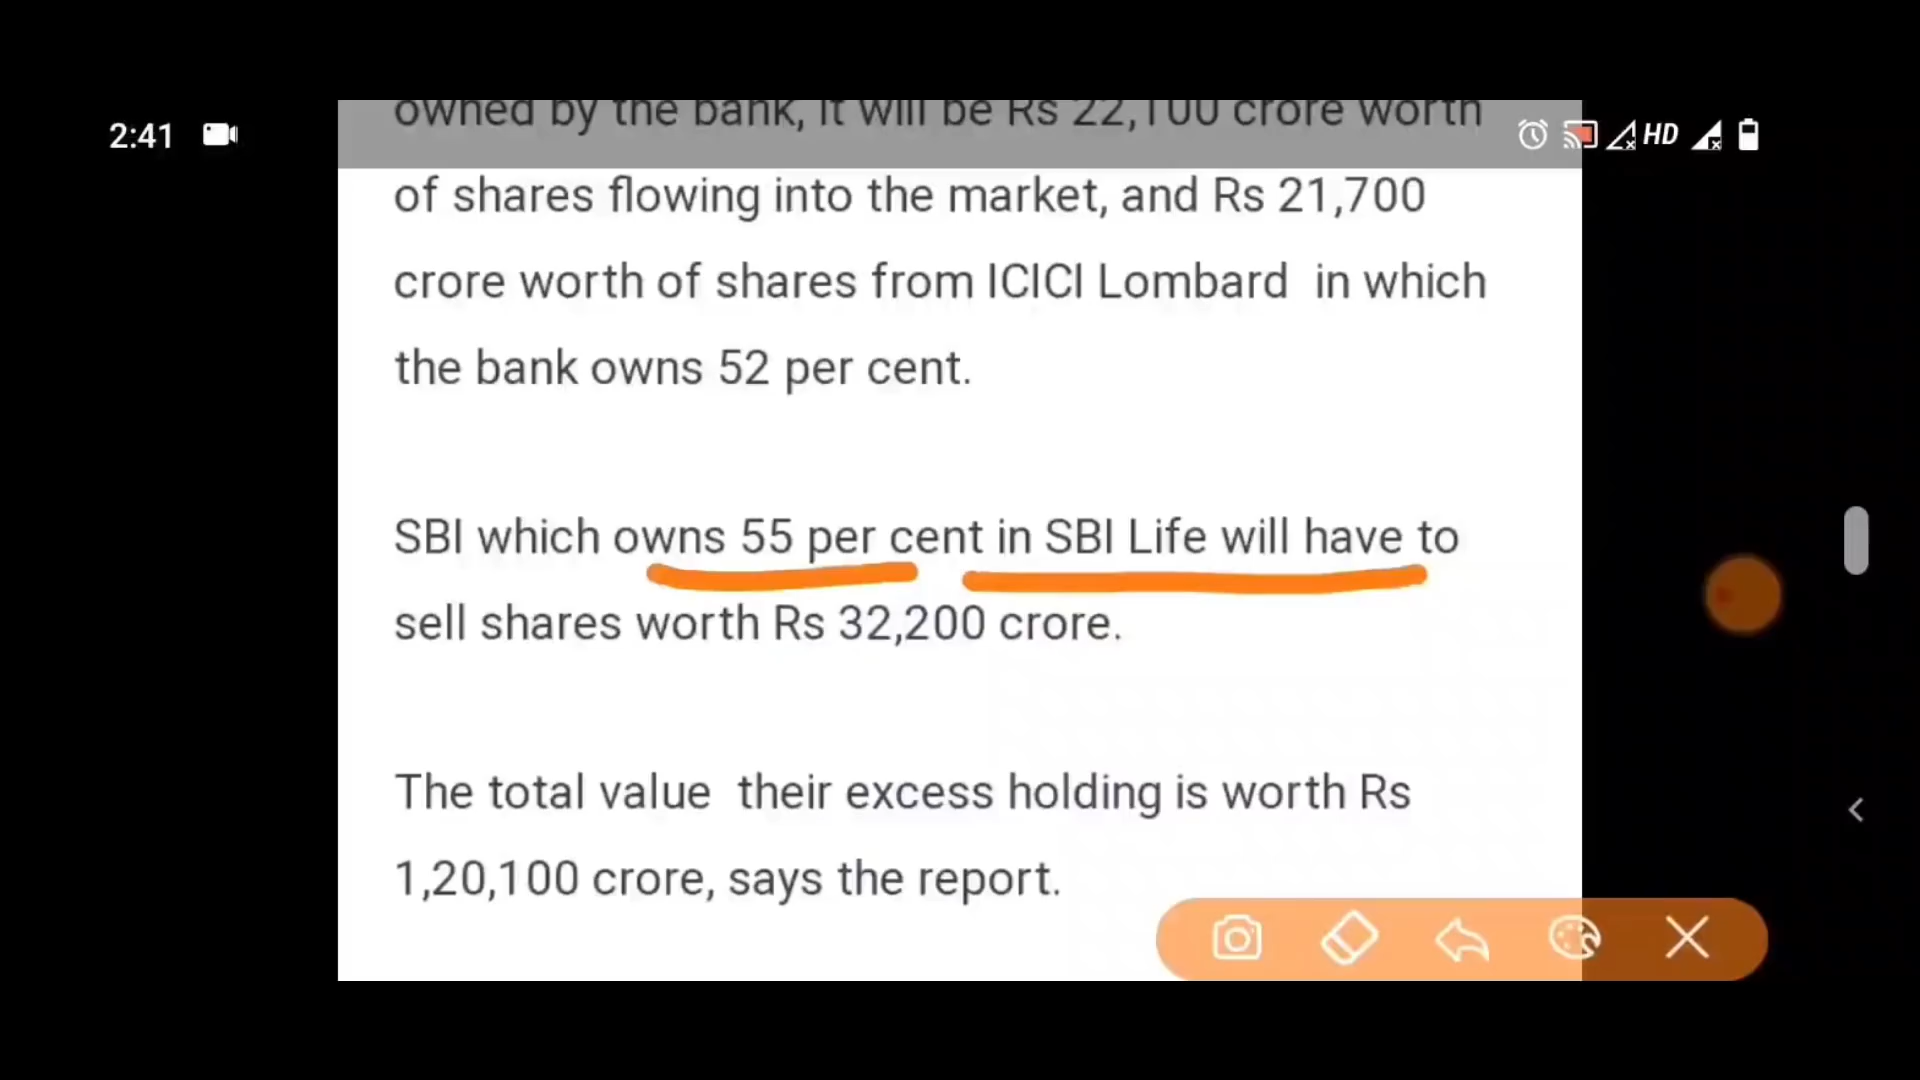 owned by the bank, it will be Rs 22,100 crore worth
2:41
HD
of shares flowing into the market, and Rs 21,700
crore worth of shares from ICICI Lombard in which
the bank owns 52 per cent.
SBI which owns 55 per cent in SBI Life will have to
sell shares worth Rs 32,200 crore.
The total value their excess holding is worth Rs
1,20,100 crore, says the report.